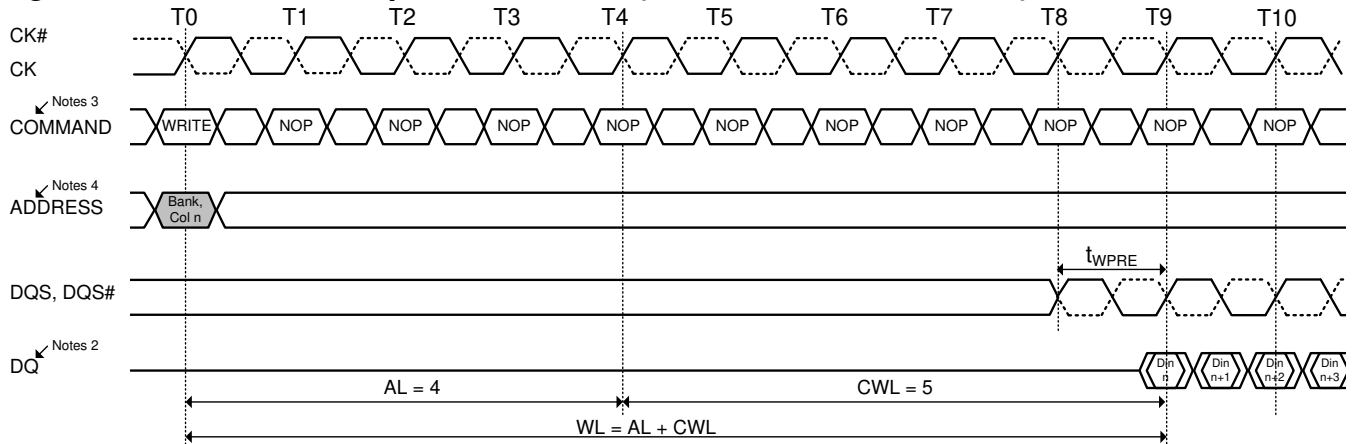 T0 T1 T2 T3 T4 T5 T6 T7 T8 T9 T10
CK#
CK
Notes 3
COMMAND WRITE NOP NOP NOP NOP NOP NOP NOP NOP NOP NOP
Notes 4
ADDRESS
Bank,
Col n
tWPRE
DQS, DQS#
Notes 2
DQ
Din Din Din Din
n n+1 n+2 n+3
AL = 4 CWL = 5
WL = AL + CWL